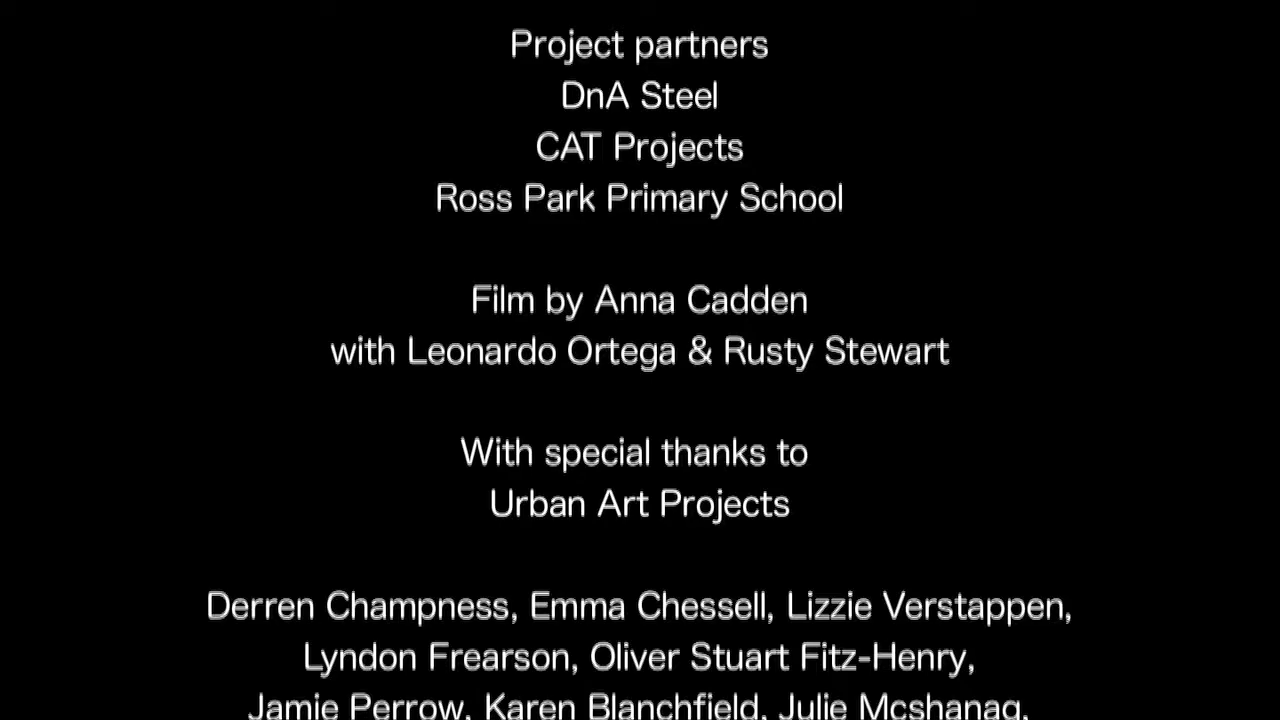 Project partners
DnA Steel
CAT Projects
Ross Park Primary School
Film by Anna Cadden
with Leonardo Ortega & Rusty Stewart
With special thanks to
Urban Art Projects
Derren Champness, Emma Chessell, Lizzie Verstappen,
Lyndon Frearson, Oliver Stuart Fitz-Henry,
Jamie Perrow, Karen Blanchfield, Julie